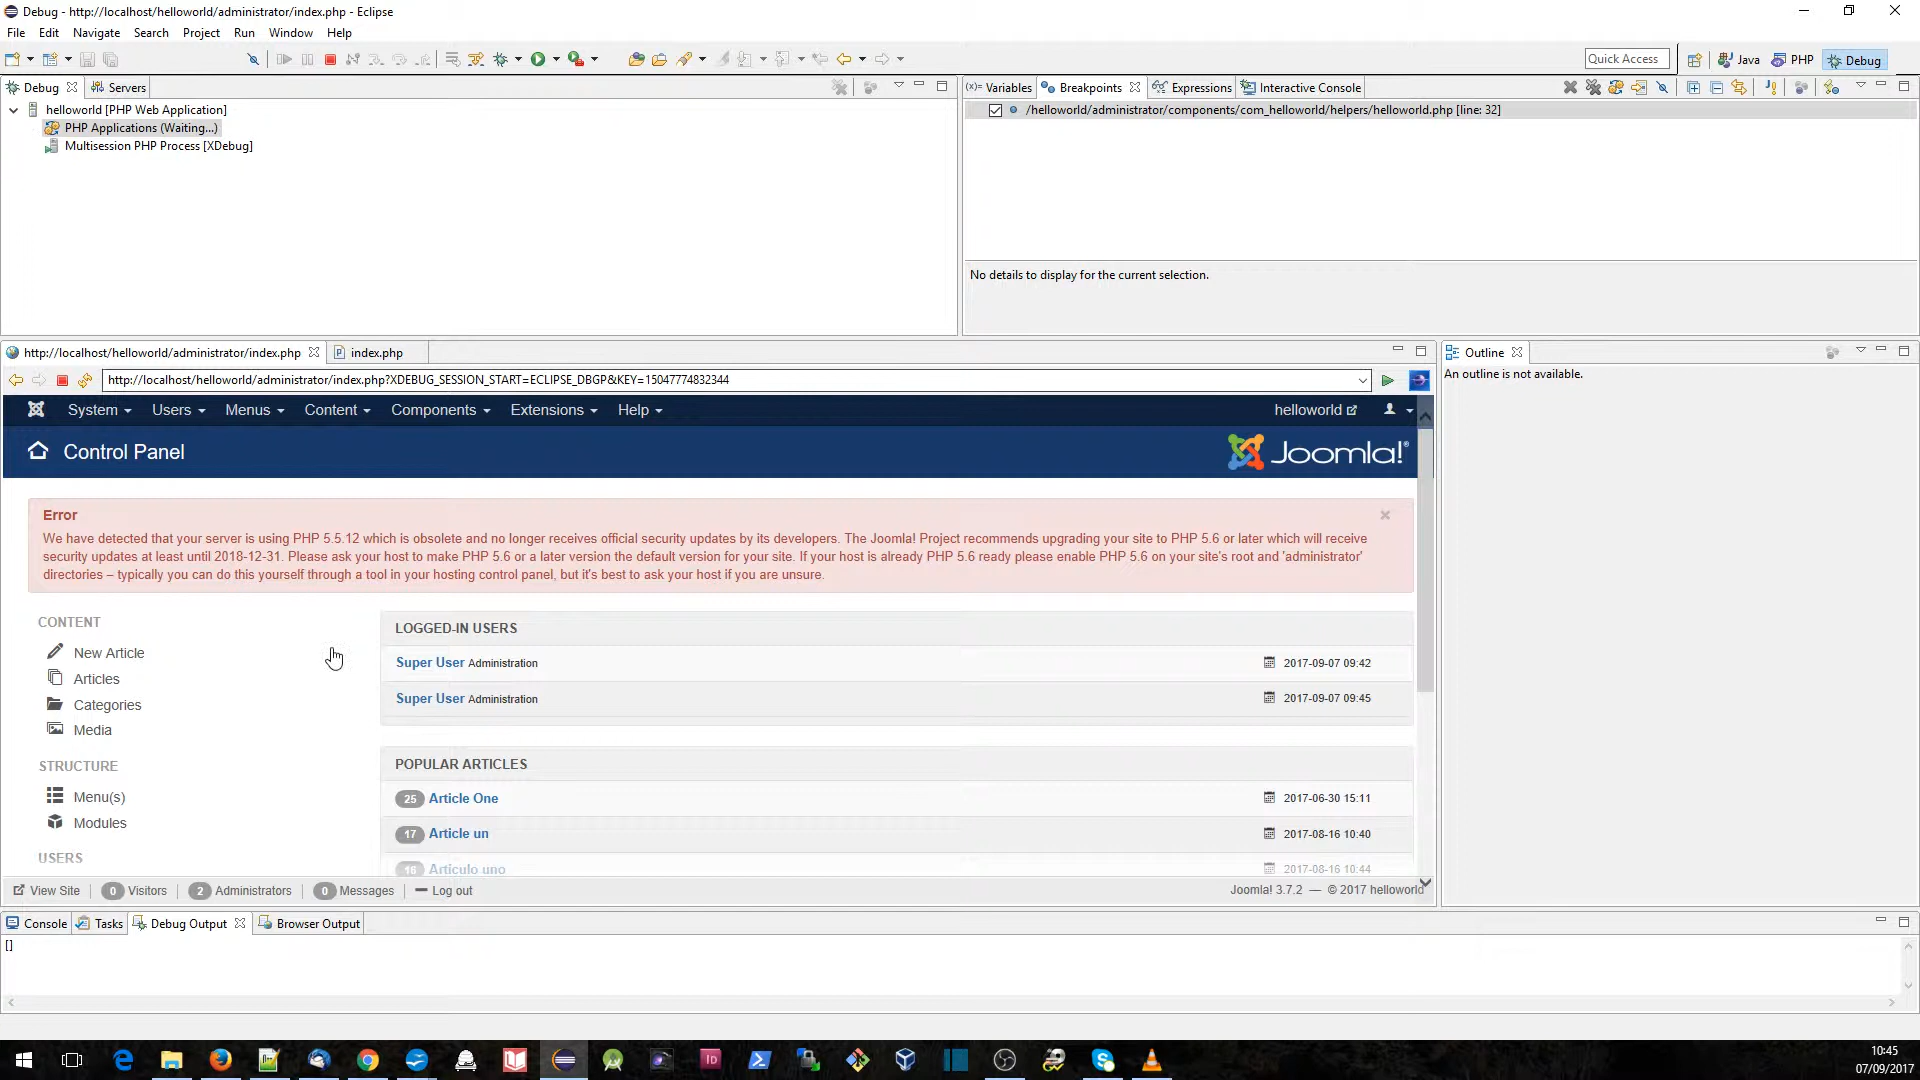 Debug - http://localhost/helloworld/administrator/index.php - Eclipse
File Edit Navigate Search Project Run Window Help
Quick Access Java PHP Debug
Debug Servers
helloworld [PHP Web Application]
PHP Applications (Waiting...)
Multisession PHP Process [XDebug]
(x)= Variables Breakpoints Expressions Interactive Console
/helloworld/administrator/components/com_helloworld/helpers/helloworld.php [line: 32]
No details to display for the current selection.
http://localhost/helloworld/administrator/index.php index.php
http://localhost/helloworld/administrator/index.php?XDEBUG_SESSION_START=ECLIPSE_DBGP&KEY=15047774832344
System Users Menus Content Components Extensions Help helloworld
Control Panel Joomla!®
Error
We have detected that your server is using PHP 5.5.12 which is obsolete and no longer receives official security updates by its developers. The Joomla! Project recommends upgrading your site to PHP 5.6 or later which will receive
security updates at least until 2018-12-31. Please ask your host to make PHP 5.6 or a later version the default version for your site. If your host is already PHP 5.6 ready please enable PHP 5.6 on your site's root and 'administrator'
directories – typically you can do this yourself through a tool in your hosting control panel, but it's best to ask your host if you are unsure.
CONTENT
New Article
Articles
Categories
Media
STRUCTURE
Menu(s)
Modules
USERS
LOGGED-IN USERS
Super User Administration 2017-09-07 09:42
Super User Administration 2017-09-07 09:45
POPULAR ARTICLES
25 Article One 2017-06-30 15:11
17 Article un 2017-08-16 10:40
16 Articulo uno 2017-08-16 10:44
View Site 0 Visitors 2 Administrators 0 Messages Log out Joomla! 3.7.2 — © 2017 helloworld
Outline
An outline is not available.
Console Tasks Debug Output Browser Output
[]
10:45
07/09/2017